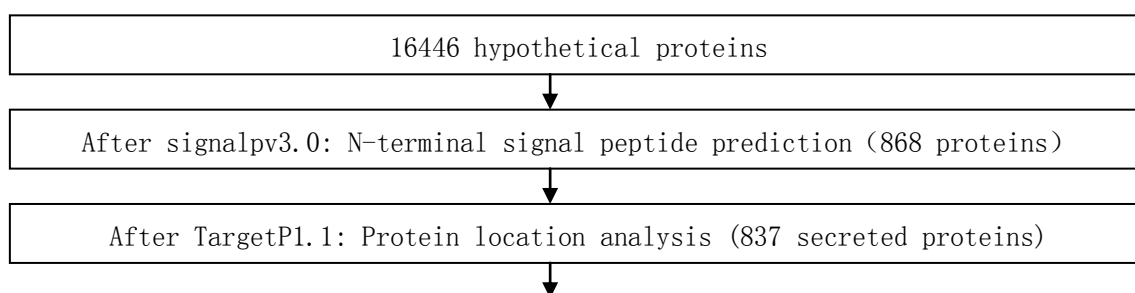 16446 hypothetical proteins
After signalpv3.0: N-terminal signal peptide prediction（868 proteins）
After TargetP1.1: Protein location analysis (837 secreted proteins)